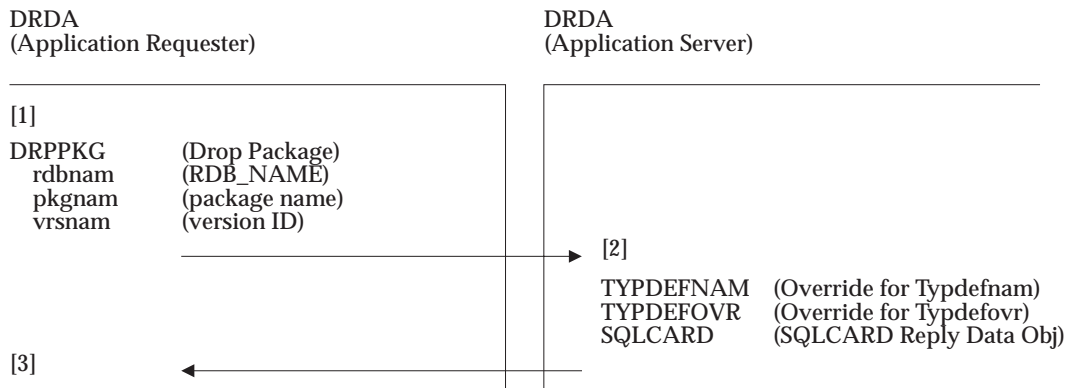 DRDA
(Application Requester)
DRDA
(Application Server)
[1]
DRPPKG (Drop Package)
rdbnam (RDB_NAME)
pkgnam (package name)
vrsnam (version ID)
[2]
TYPDEFNAM (Override for Typdefnam)
TYPDEFOVR (Override for Typdefovr)
SQLCARD (SQLCARD Reply Data Obj)
[3]